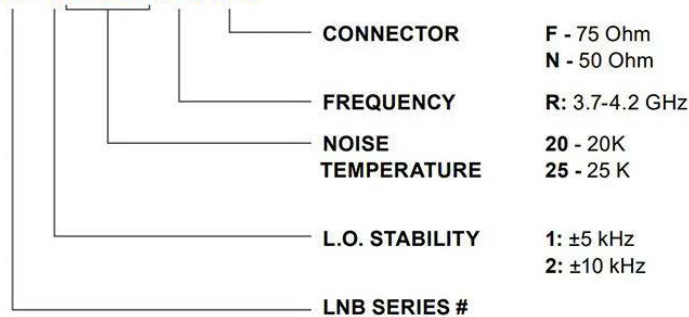 CONNECTOR F - 75 Ohm
N - 50 Ohm
FREQUENCY R: 3.7-4.2 GHz
NOISE 20 - 20K
TEMPERATURE 25 - 25 K
L.O. STABILITY 1: ±5 kHz
2: ±10 kHz
LNB SERIES #